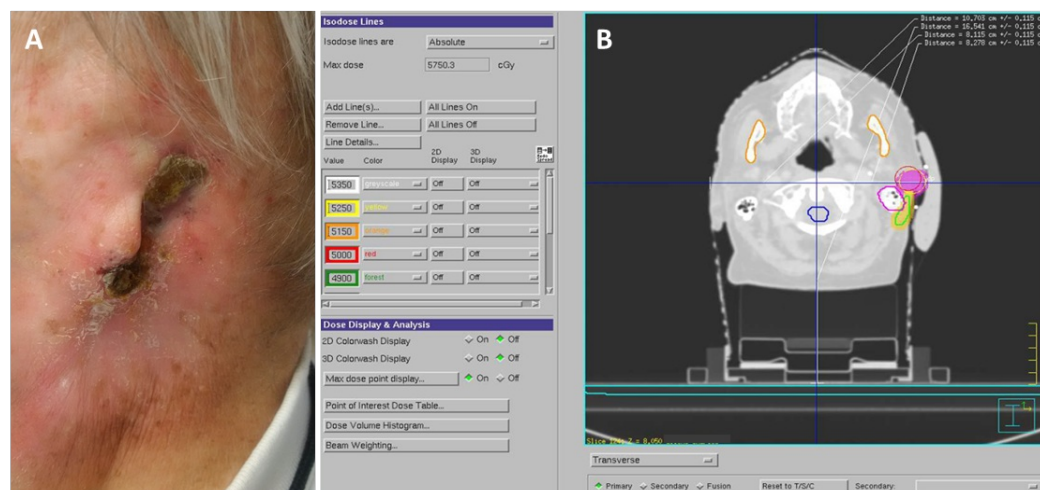 A
Isodose Lines
Isodose lines are Absolute
Max dose 5750.3 cGy
Add Line(s)... All Lines On
Remove Line... All Lines Off
Line Details...
Value Color 2D Display 3D Display
5350 greyscale Off Off
5250 yellow Off Off
5150 orange Off Off
5000 red Off Off
4900 forest Off Off
Dose Display & Analysis
2D Colorwash Display On Off
3D Colorwash Display On Off
Max dose point display... On Off
Point of Interest Dose Table...
Dose Volume Histogram...
Beam Weighting...
B
Distance = 10.703 cm +/- 0.115 c
Distance = 16.541 cm +/- 0.115 c
Distance = 8.115 cm +/- 0.115 c
Distance = 8.278 cm +/- 0.115 c
Transverse
Primary Secondary Fusion Reset to T/S/C Secondary: